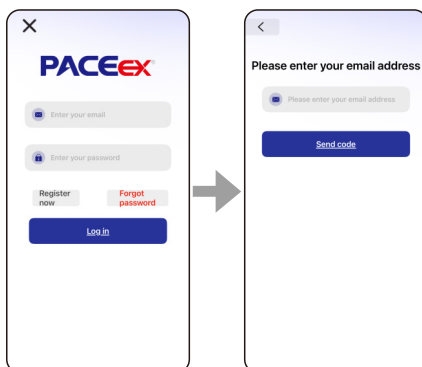 PACEex
Enter your email
Enter your password
Register
now
Forgot
password
Log in
Please enter your email address
Please enter your email address
Send code